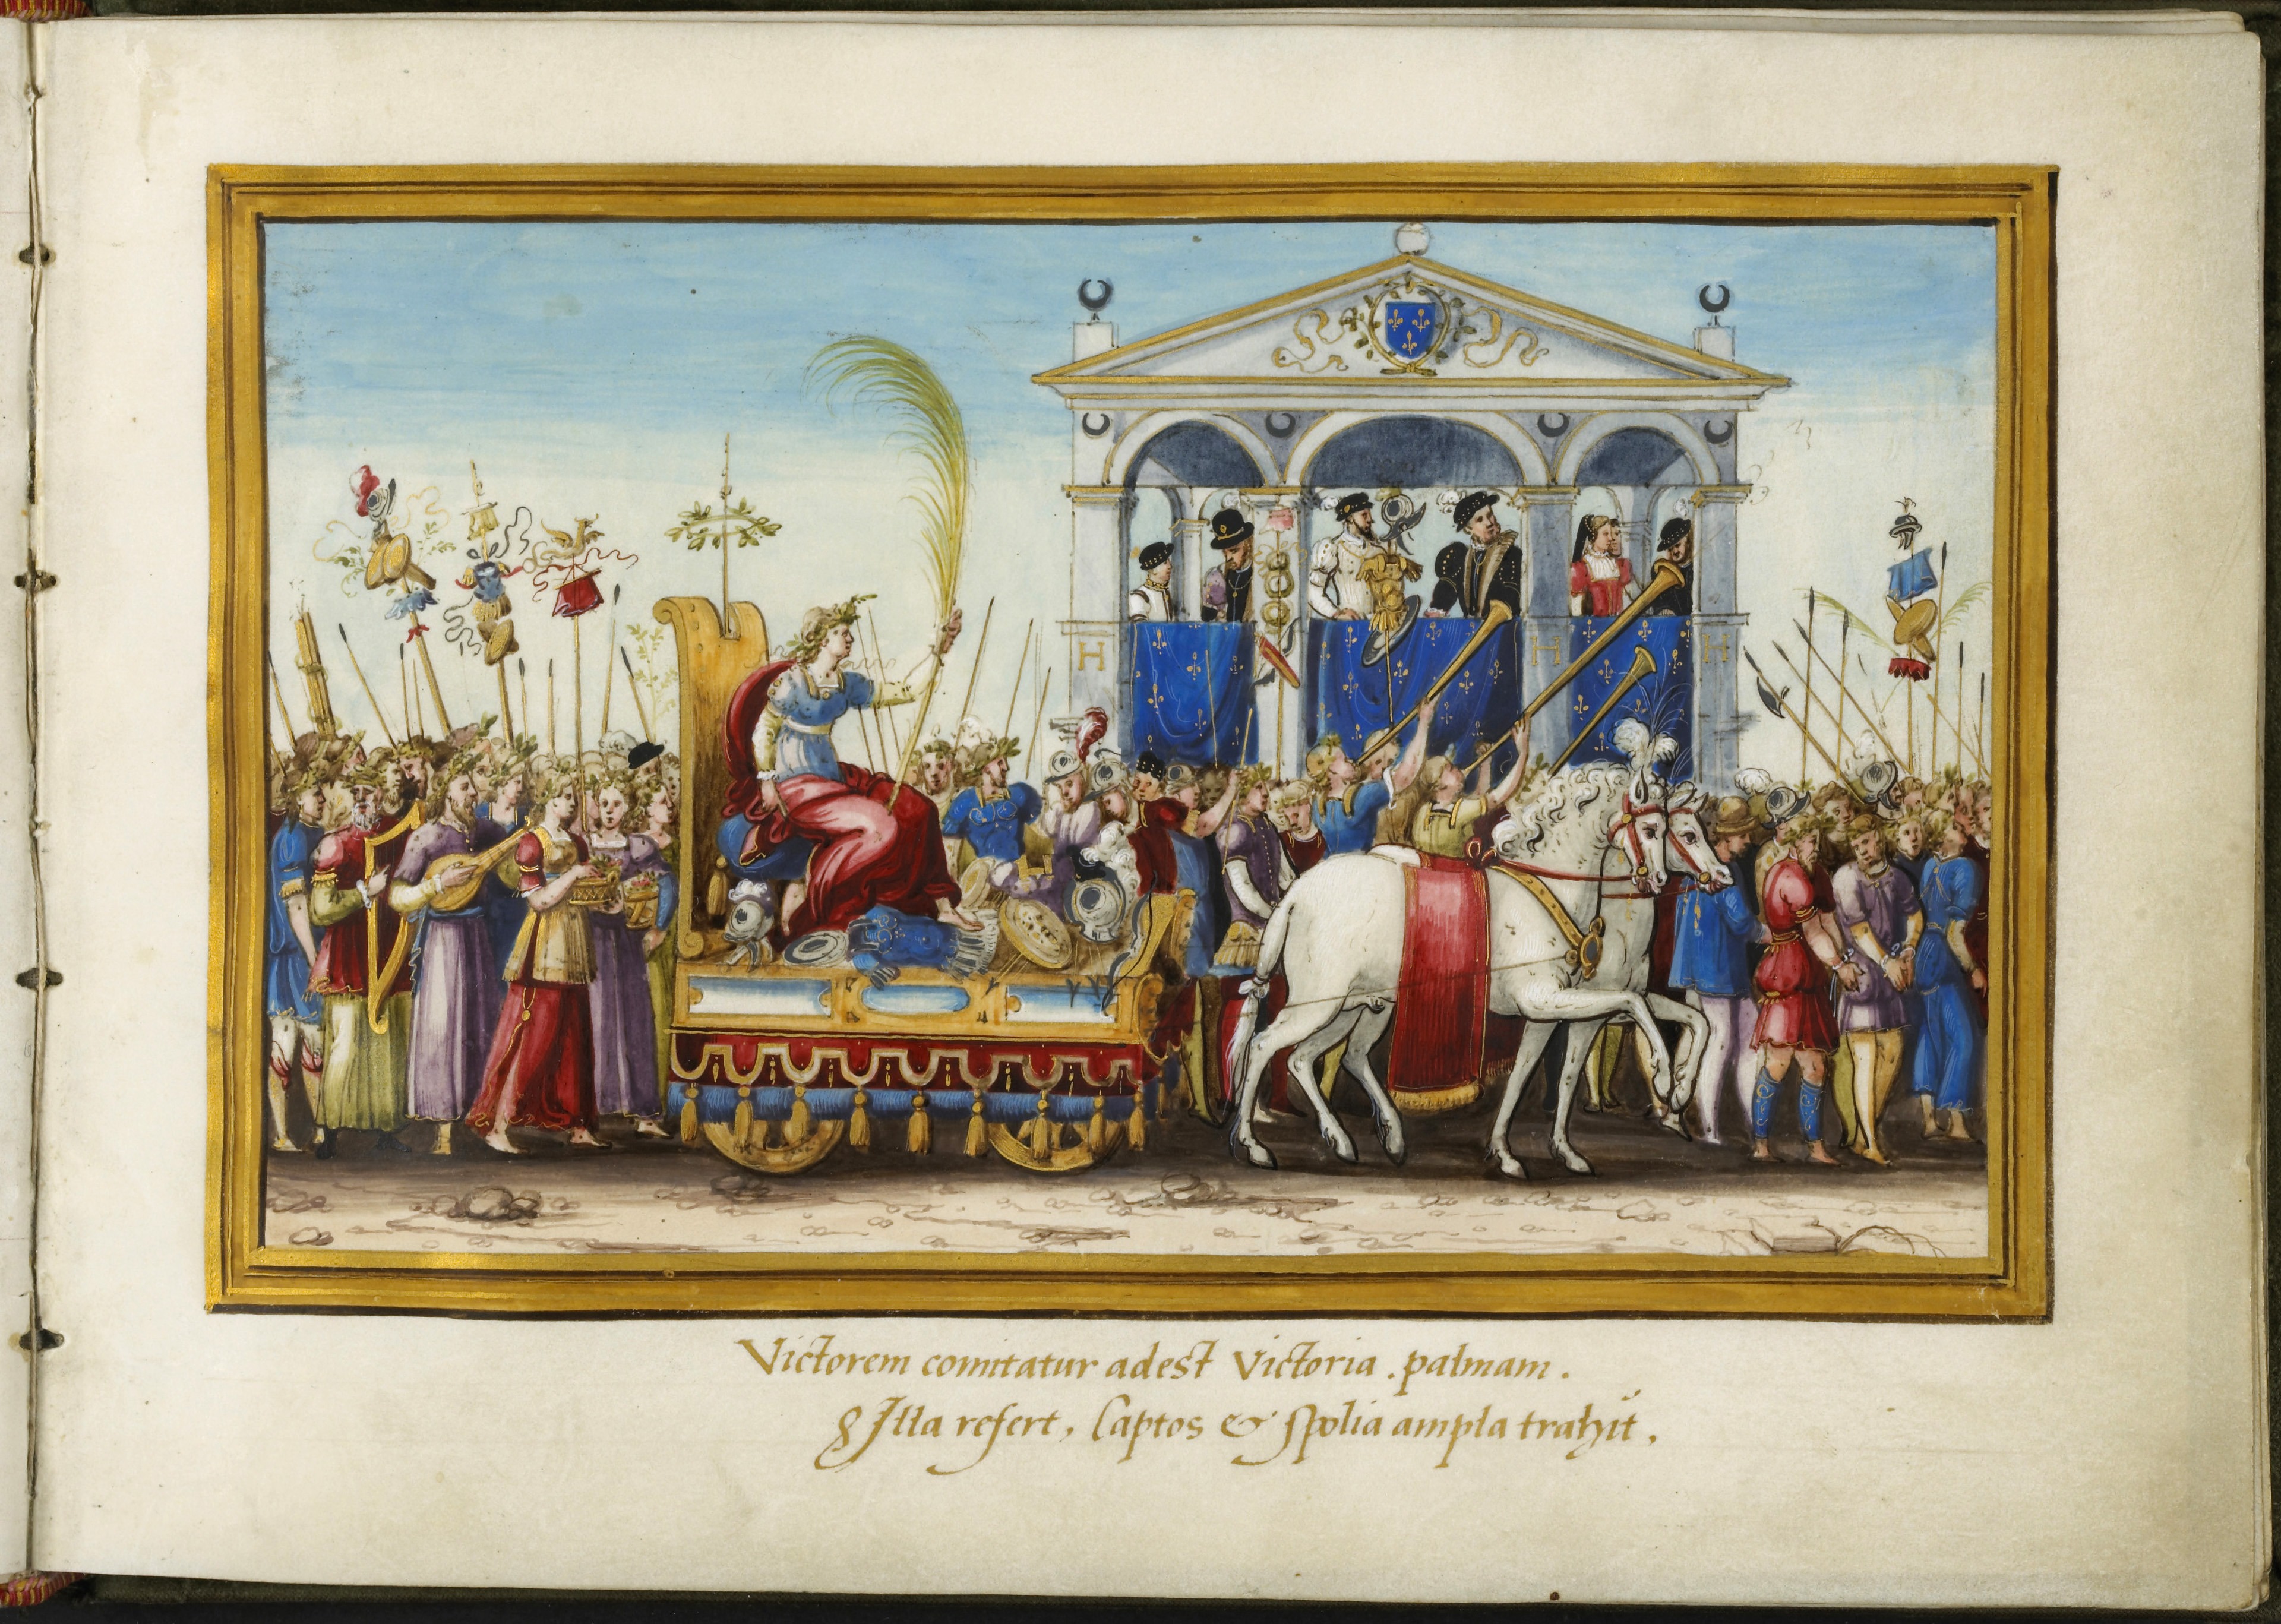 H H H
Victorem comitatur adest Victoria . palmam .
Illa refert, Captos & Spolia ampla trahit .